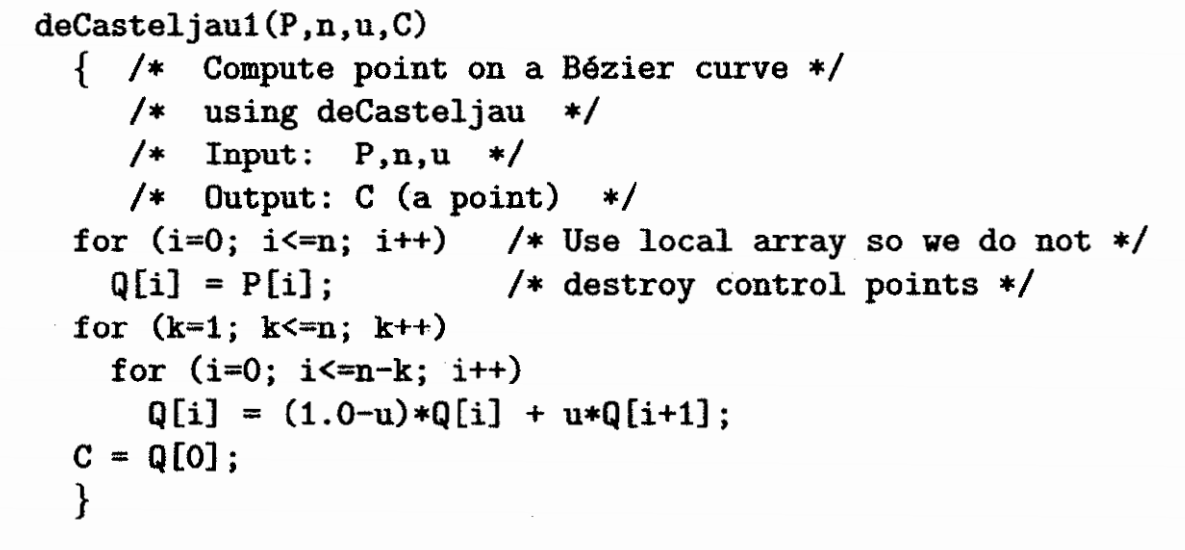 deCasteljau1(P,n,u,C)
{ /* Compute point on a Bézier curve */
/* using deCasteljau */
/* Input: P,n,u */
/* Output: C (a point) */
for (i=0; i<=n; i++) /* Use local array so we do not */
Q[i] = P[i]; /* destroy control points */
for (k=1; k<=n; k++)
for (i=0; i<=n-k; i++)
Q[i] = (1.0-u)*Q[i] + u*Q[i+1];
C = Q[0];
}